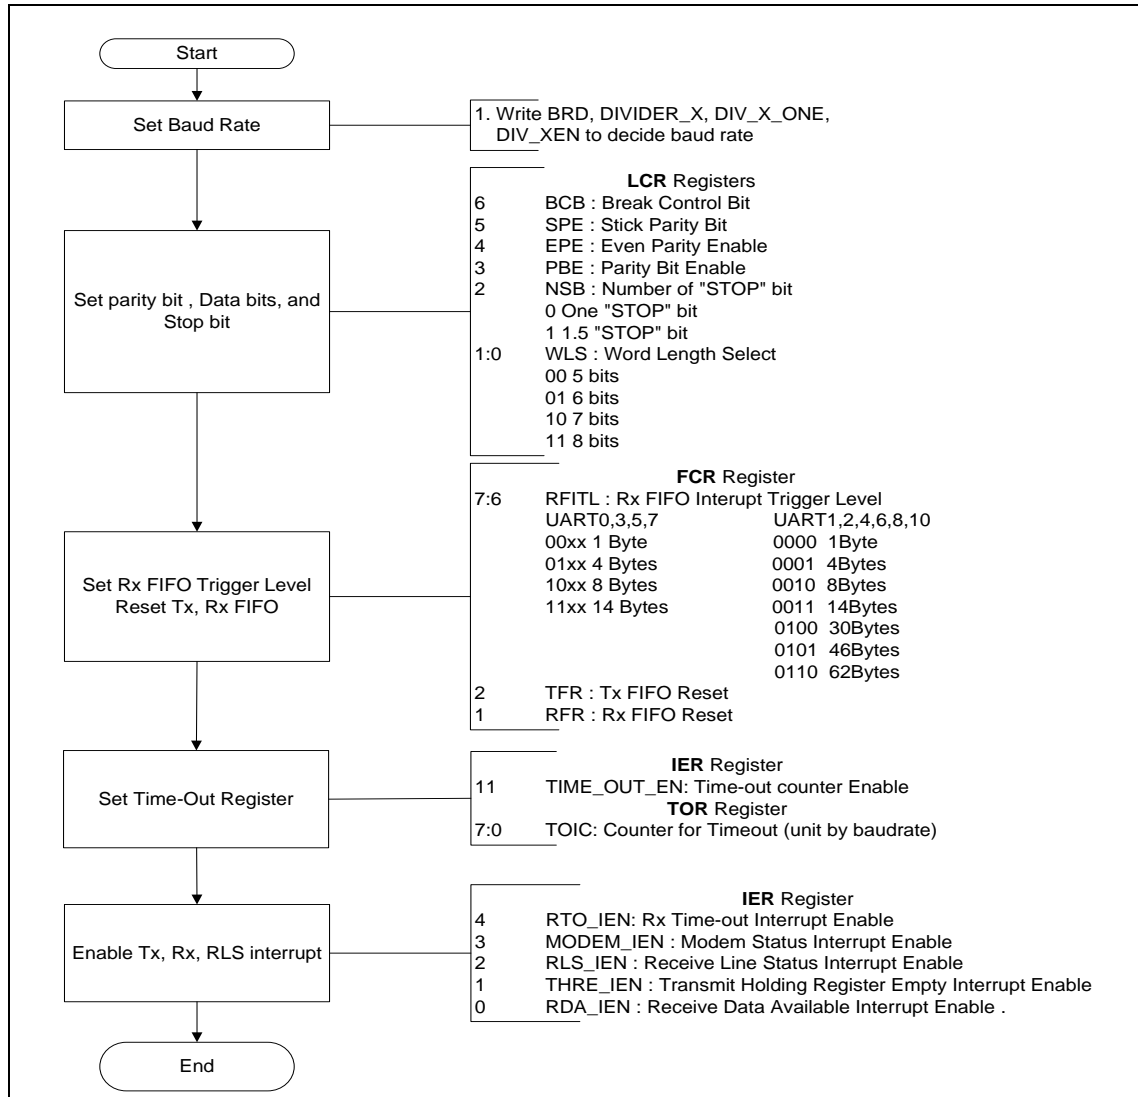 Start
Set Baud Rate
1. Write BRD, DIVIDER_X, DIV_X_ONE,
DIV_XEN to decide baud rate
Set parity bit , Data bits, and
Stop bit
LCR Registers
6 BCB : Break Control Bit
5 SPE : Stick Parity Bit
4 EPE : Even Parity Enable
3 PBE : Parity Bit Enable
2 NSB : Number of "STOP" bit
0 One "STOP" bit
1 1.5 "STOP" bit
1:0 WLS : Word Length Select
00 5 bits
01 6 bits
10 7 bits
11 8 bits
Set Rx FIFO Trigger Level
Reset Tx, Rx FIFO
FCR Register
7:6 RFITL : Rx FIFO Interupt Trigger Level
UART0,3,5,7 UART1,2,4,6,8,10
00xx 1 Byte 0000 1Byte
01xx 4 Bytes 0001 4Bytes
10xx 8 Bytes 0010 8Bytes
11xx 14 Bytes 0011 14Bytes
0100 30Bytes
0101 46Bytes
0110 62Bytes
2 TFR : Tx FIFO Reset
1 RFR : Rx FIFO Reset
Set Time-Out Register
IER Register
11 TIME_OUT_EN: Time-out counter Enable
TOR Register
7:0 TOIC: Counter for Timeout (unit by baudrate)
Enable Tx, Rx, RLS interrupt
IER Register
4 RTO_IEN: Rx Time-out Interrupt Enable
3 MODEM_IEN : Modem Status Interrupt Enable
2 RLS_IEN : Receive Line Status Interrupt Enable
1 THRE_IEN : Transmit Holding Register Empty Interrupt Enable
0 RDA_IEN : Receive Data Available Interrupt Enable .
End